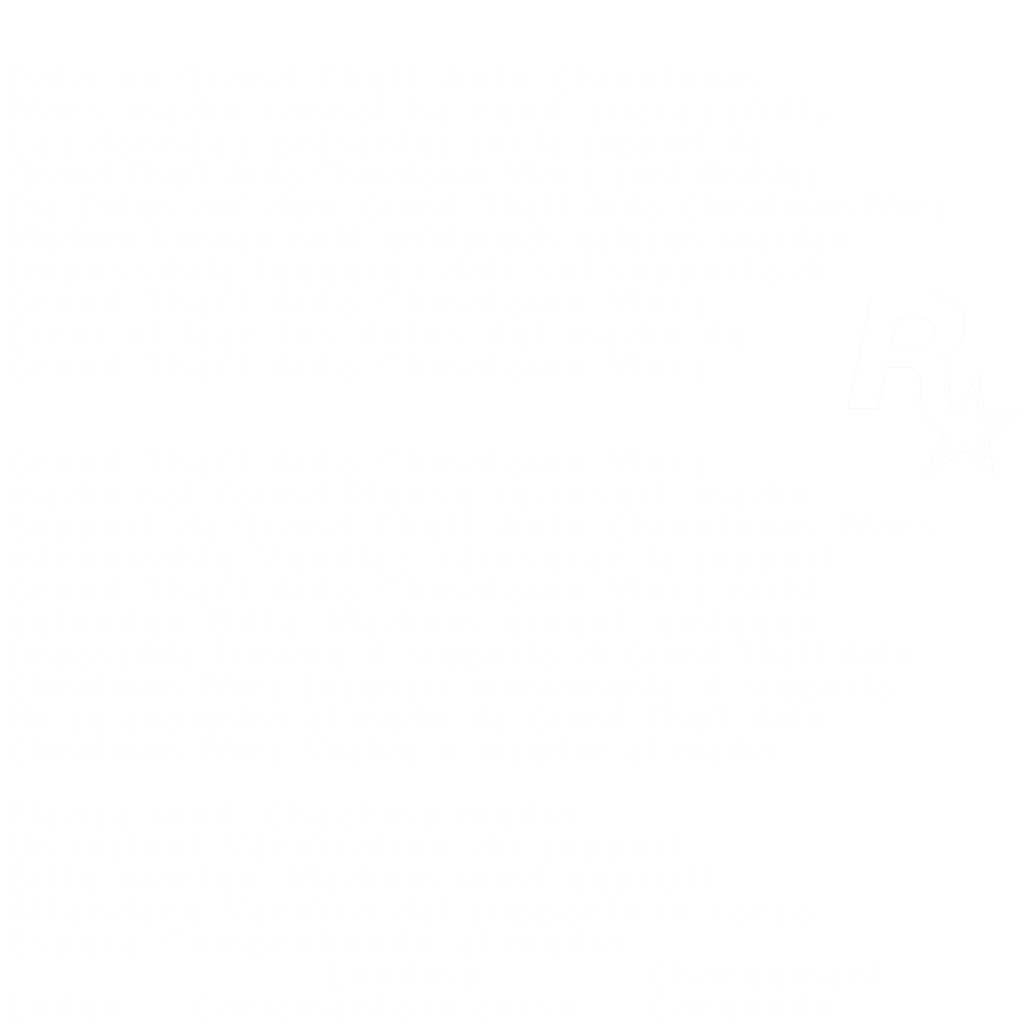 Data on Grand Theft Auto Chinatown
Wars media cannot be read successfully
Les données présentes sur le support de
Grand Theft Auto Chinatown Wars sont illisibles
Die Daten auf dem Grand Theft Auto Chinatown Wars
Medium können nicht erfolgreich gelesen werden
Impossibile leggere i dati sul supporto di
Grand Theft Auto Chinatown Wars
Error al leer los datos del medio de
Grand Theft Auto Chinatown Wars
R
Grand Theft Auto Chinatown Wars
media not found Please re-insert media
Support de Grand Theft Auto Chinatown Wars
introuvable Veuillez réinsérer le support
Grand Theft Auto Chinatown Wars nicht
gefunden Bitte Medium erneut einlegen
Impossibile trovare il supporto di Grand Theft Auto
Chinatown Wars Inserisci nuovamente il supporto
No se encuentra el medio de Grand Theft Auto
Chinatown Wars Vuelve a insertar el medio
Please wait Checking media
Un instant Vérification du support
Bitte warten Medium wird geprüft
Attendere Verifica del supporto in corso
Espera Comprobando el medio
Loading Chargement
Laden Caricamento in corso Cargando